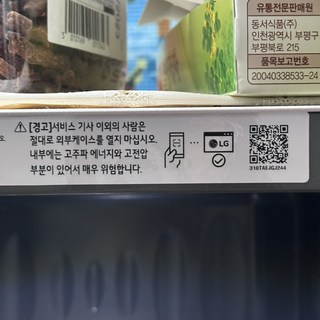 유통전문판매원
동서식품(주)
인천광역시 부평구
부평북로 215
품목보고번호
20040338533-24
[경고]서비스 기사 이외의 사람은
절대로 외부케이스를 열지 마십시오.
내부에는 고주파 에너지와 고전압
부분이 있어서 매우 위험합니다.
LG